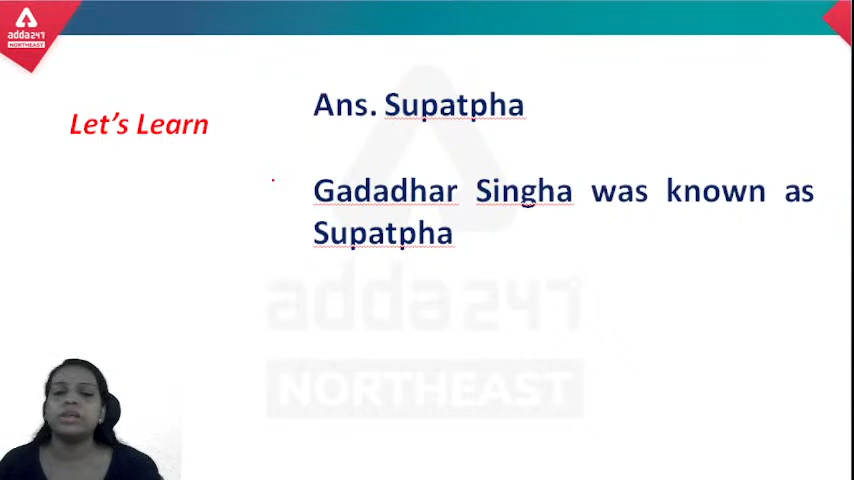 adda247
NORTHEAST
Let's Learn
Ans. Supatpha
Gadadhar Singha was known as
Supatpha
adda247
NORTHEAST